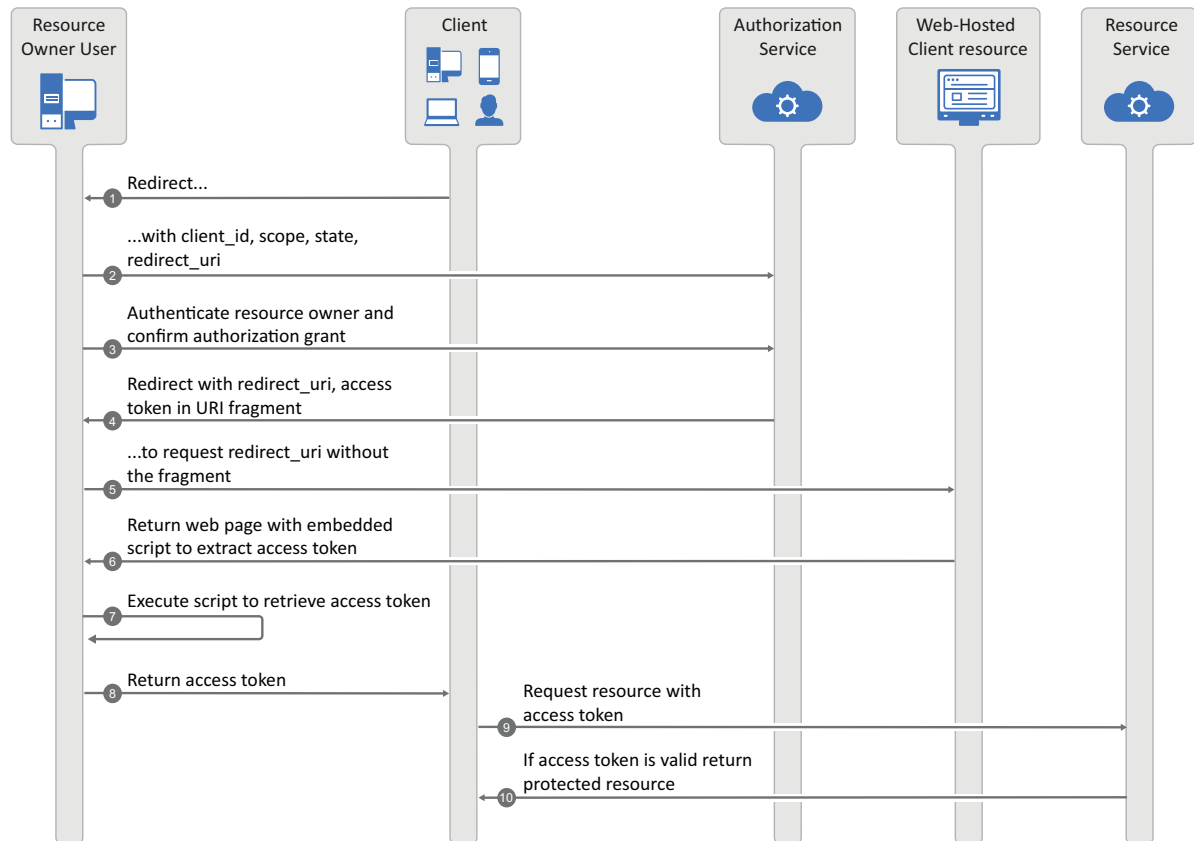 Resource
Owner User
Client
Authorization
Service
Web-Hosted
Client resource
Resource
Service
Redirect...
1
...with client_id, scope, state,
redirect_uri
2
Authenticate resource owner and
confirm authorization grant
3
Redirect with redirect_uri, access
token in URI fragment
4
...to request redirect_uri without
the fragment
5
Return web page with embedded
script to extract access token
6
Execute script to retrieve access token
7
Return access token
8
Request resource with
access token
9
If access token is valid return
protected resource
10